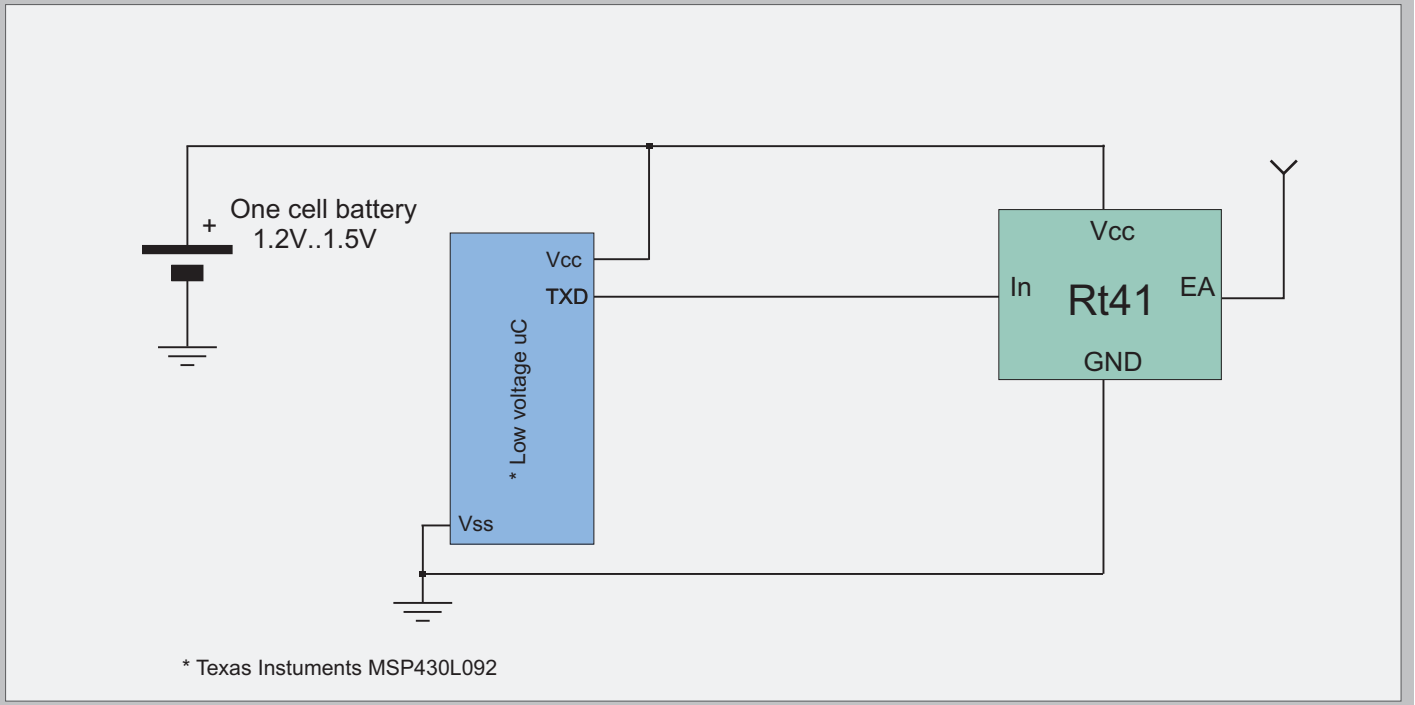 + One cell battery
1.2V..1.5V
Vcc
TXD
* Low voltage uC
Vss
Vcc
In
Rt41
EA
GND
* Texas Instuments MSP430L092